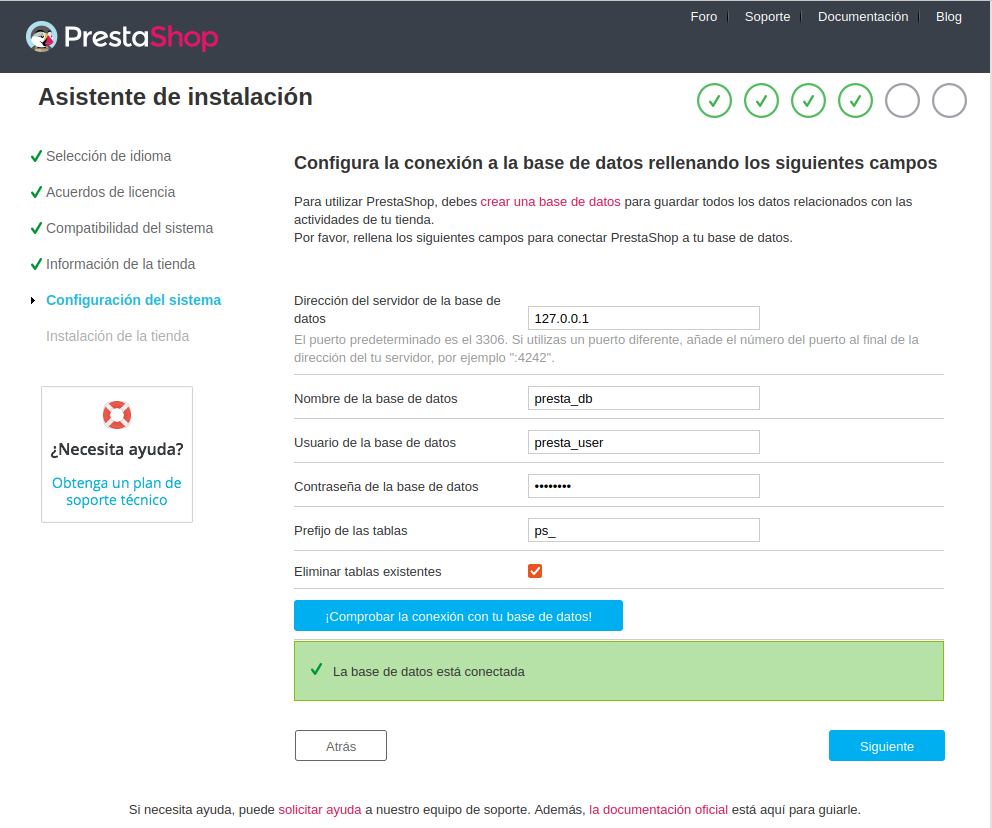 Foro
Soporte
Documentación
Blog
PrestaShop
Asistente de instalación
Selección de idioma
Acuerdos de licencia
Compatibilidad del sistema
Información de la tienda
Configuración del sistema
Instalación de la tienda
¿Necesita ayuda?
Obtenga un plan de
soporte técnico
Configura la conexión a la base de datos rellenando los siguientes campos
Para utilizar PrestaShop, debes crear una base de datos para guardar todos los datos relacionados con las
actividades de tu tienda.
Por favor, rellena los siguientes campos para conectar PrestaShop a tu base de datos.
Dirección del servidor de la base de
datos
127.0.0.1
El puerto predeterminado es el 3306. Si utilizas un puerto diferente, añade el número del puerto al final de la
dirección del tu servidor, por ejemplo ":4242".
Nombre de la base de datos
presta_db
Usuario de la base de datos
presta_user
Contraseña de la base de datos
••••••••
Prefijo de las tablas
ps_
Eliminar tablas existentes
¡Comprobar la conexión con tu base de datos!
La base de datos está conectada
Atrás
Siguiente
Si necesita ayuda, puede solicitar ayuda a nuestro equipo de soporte. Además, la documentación oficial está aquí para guiarle.